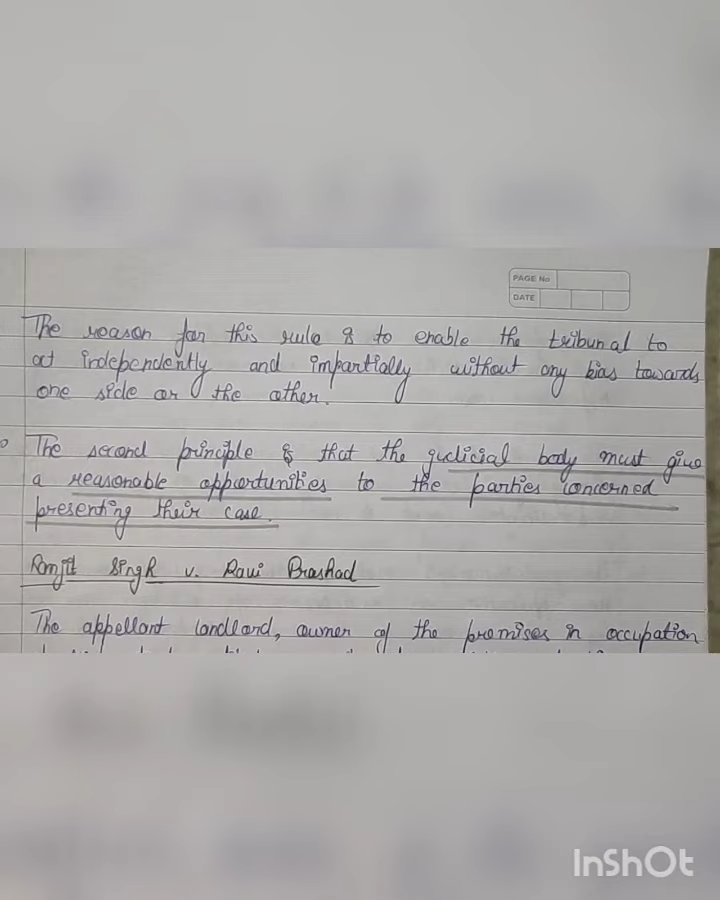 PAGE No
DATE
The reason for this rule is to enable the tribunal to
act independently and impartially without any bias towards
one side or the other.
The second principle is that the judicial body must give
a reasonable opportunities to the parties concerned
presenting their case.
Ranjit Singh v. Ravi Prashad
The appellant landlord, owner of the premises in occupation
InShOt